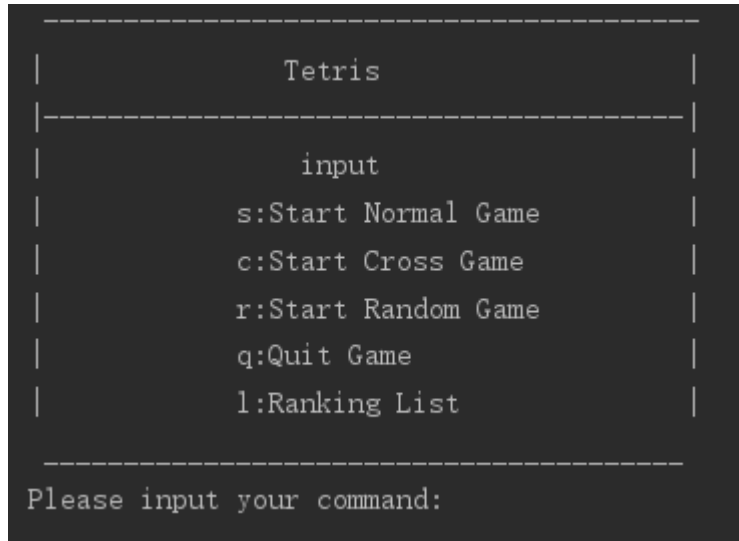 Tetris
input
s:Start Normal Game
c:Start Cross Game
r:Start Random Game
q:Quit Game
l:Ranking List
Please input your command: